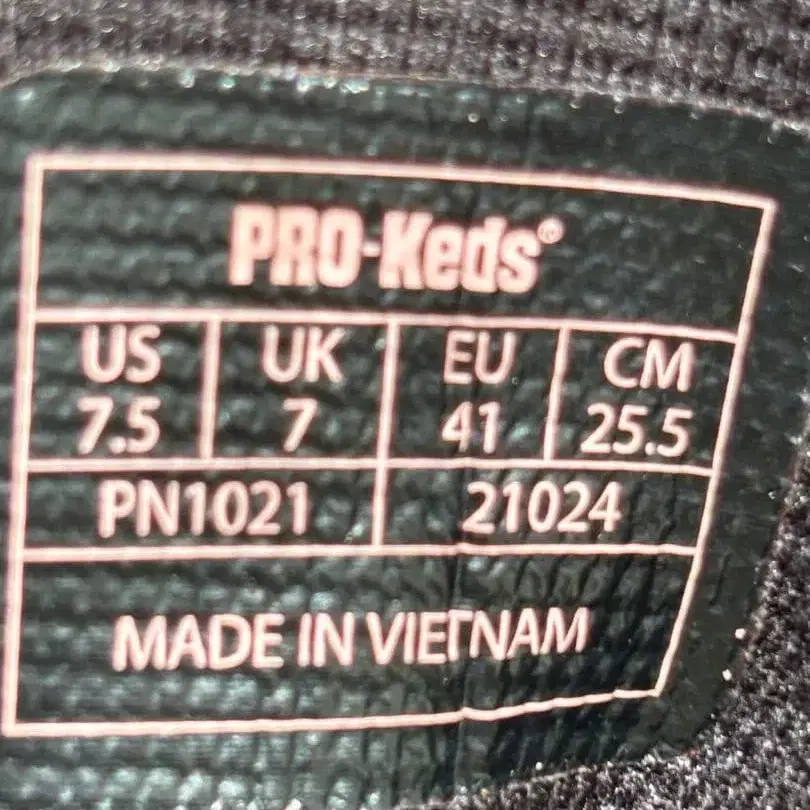 PRO-Keds®
US UK EU CM
7.5 7 41 25.5
PN1021 21024
MADE IN VIETNAM